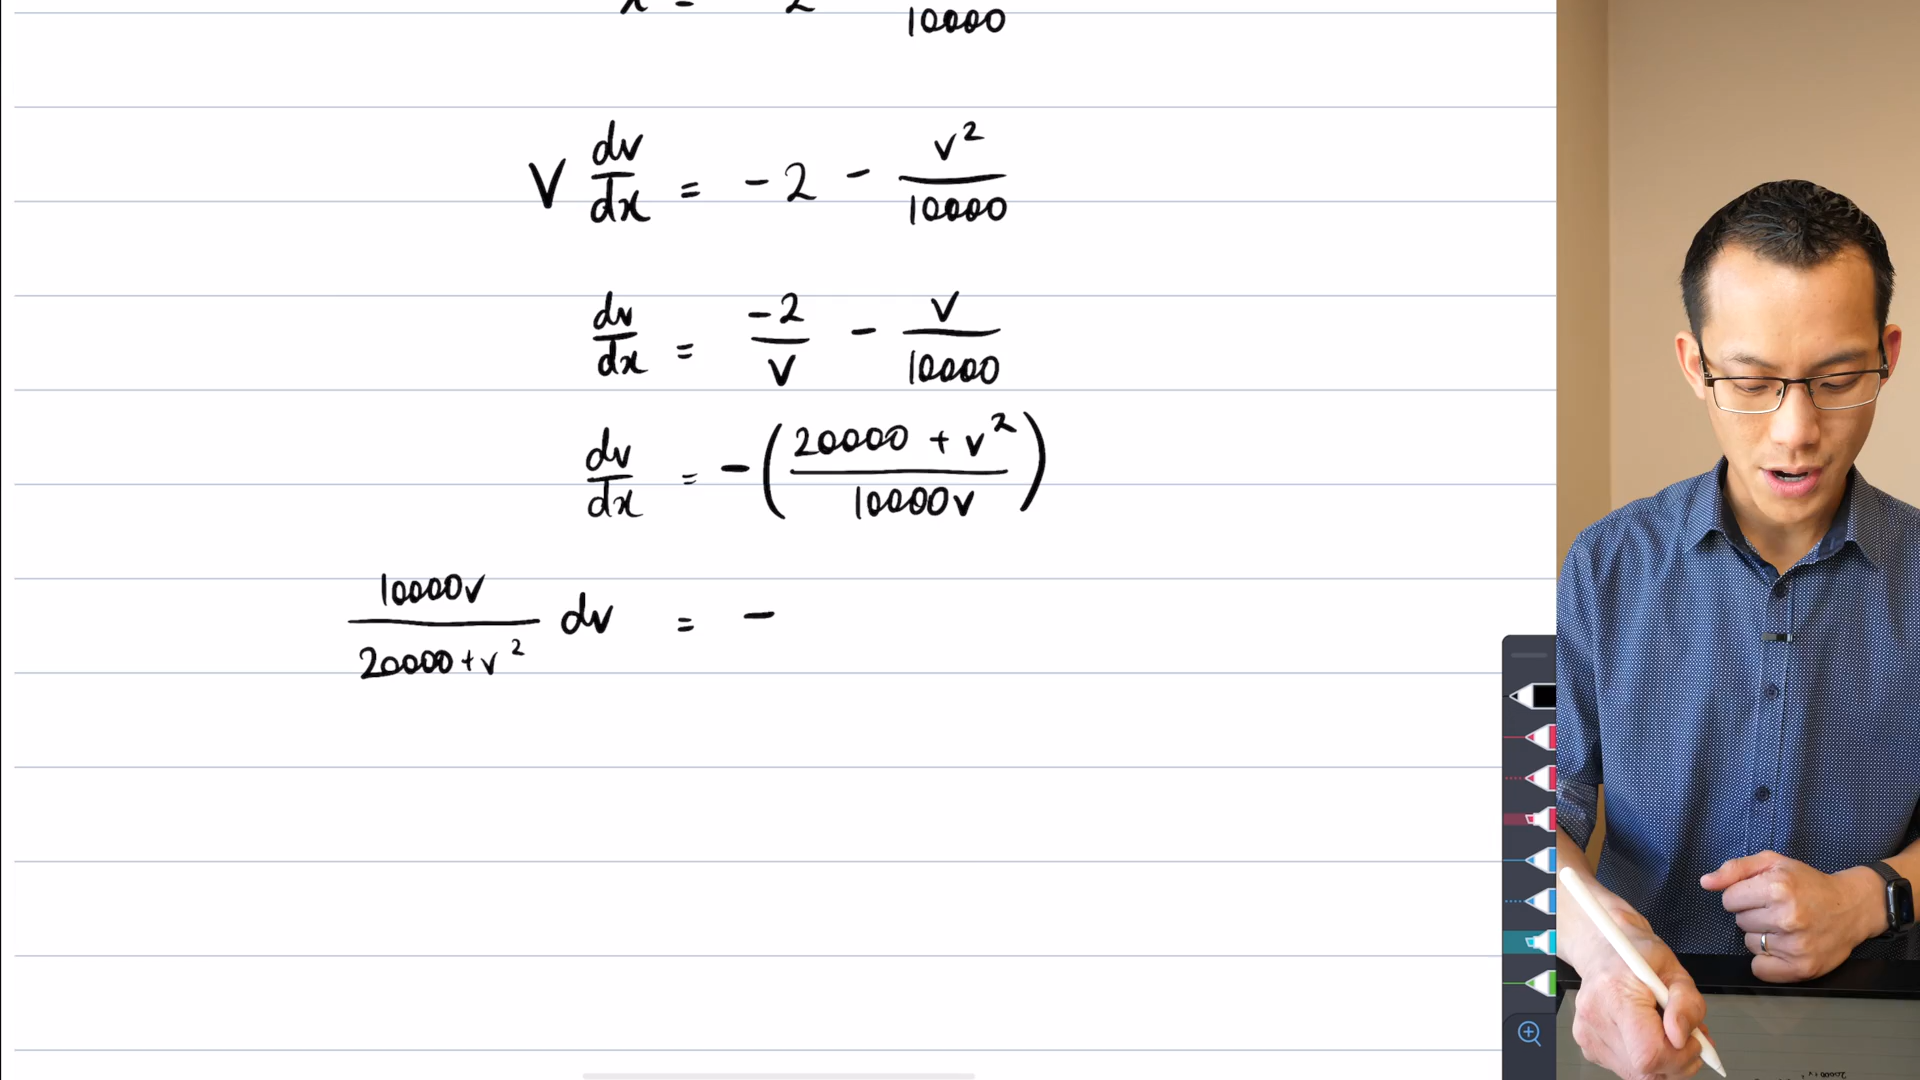 ẍ = - 2 - ―/10000
v dv/dx = - 2 - v²/10000
dv/dx = -2/v - v/10000
dv/dx = - (20000 + v²/10000v)
10000v/20000+v² dv = -